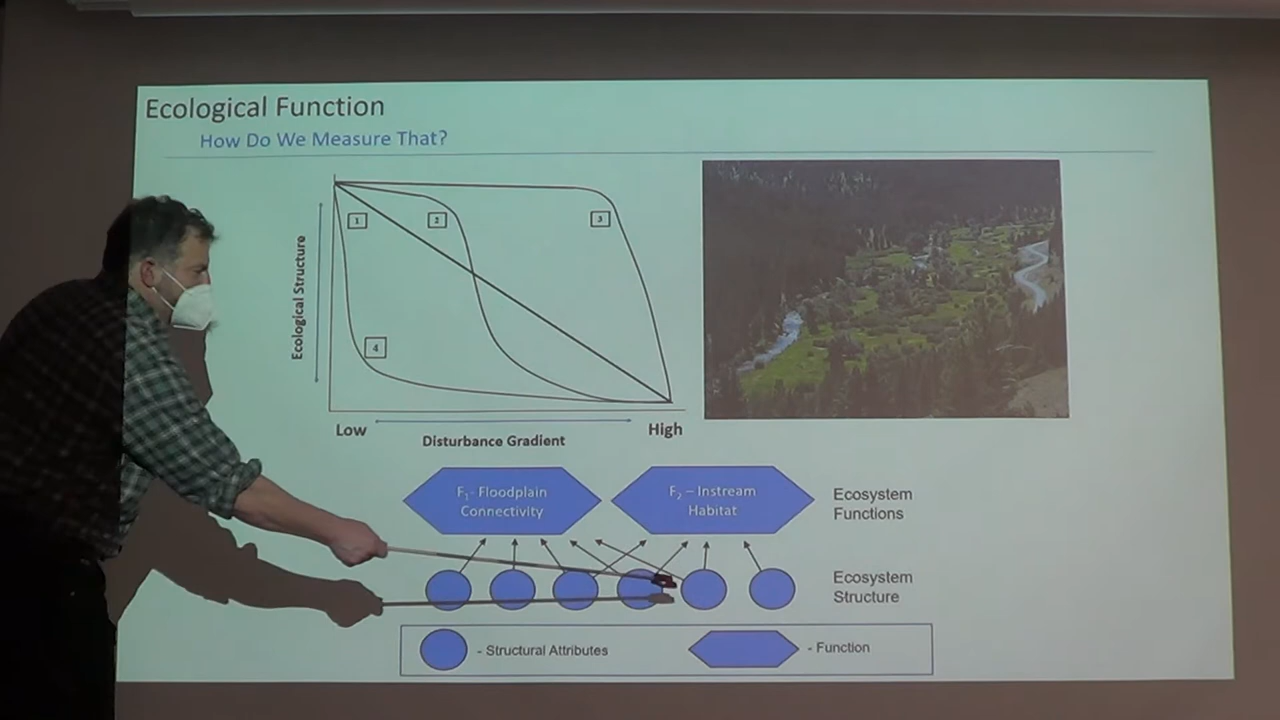 Ecological Function
How Do We Measure That?
Ecological Structure
1
2
3
4
Low
High
Disturbance Gradient
F1- Floodplain
Connectivity
F2 – Instream
Habitat
Ecosystem
Functions
Ecosystem
Structure
- Structural Attributes
- Function